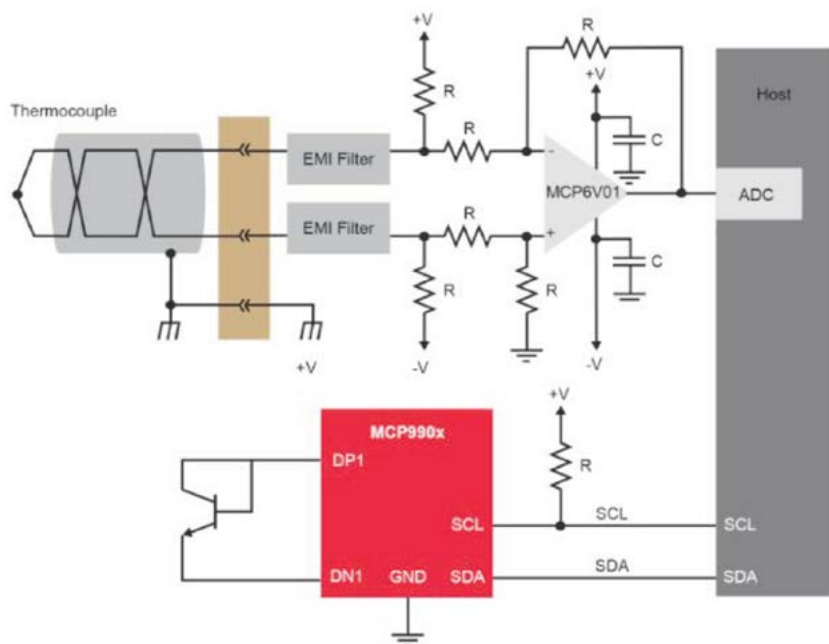 +V
R
Thermocouple
R
+V
Host
EMI Filter
R
C
-
MCP6V01
ADC
EMI Filter
R
+
R
R
C
+V
-V
-V
+V
MCP990x
DP1
R
SCL
SCL
SCL
DN1
GND
SDA
SDA
SDA